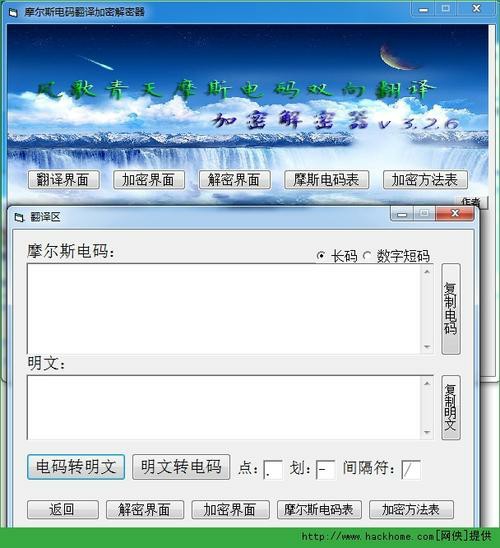 摩尔斯电码翻译加密解密器
风歌青天摩斯电码双向翻译
加密解密器 v 3.2.6
翻译界面 加密界面 解密界面 摩斯电码表 加密方法表
作者
翻译区
摩尔斯电码： 长码 数字短码
复制电码
明文：
复制明文
电码转明文 明文转电码 点： . 划： - 间隔符： /
返回 解密界面 加密界面 摩尔斯电码表 加密方法表
http://www.hackhome.com[网侠]提供